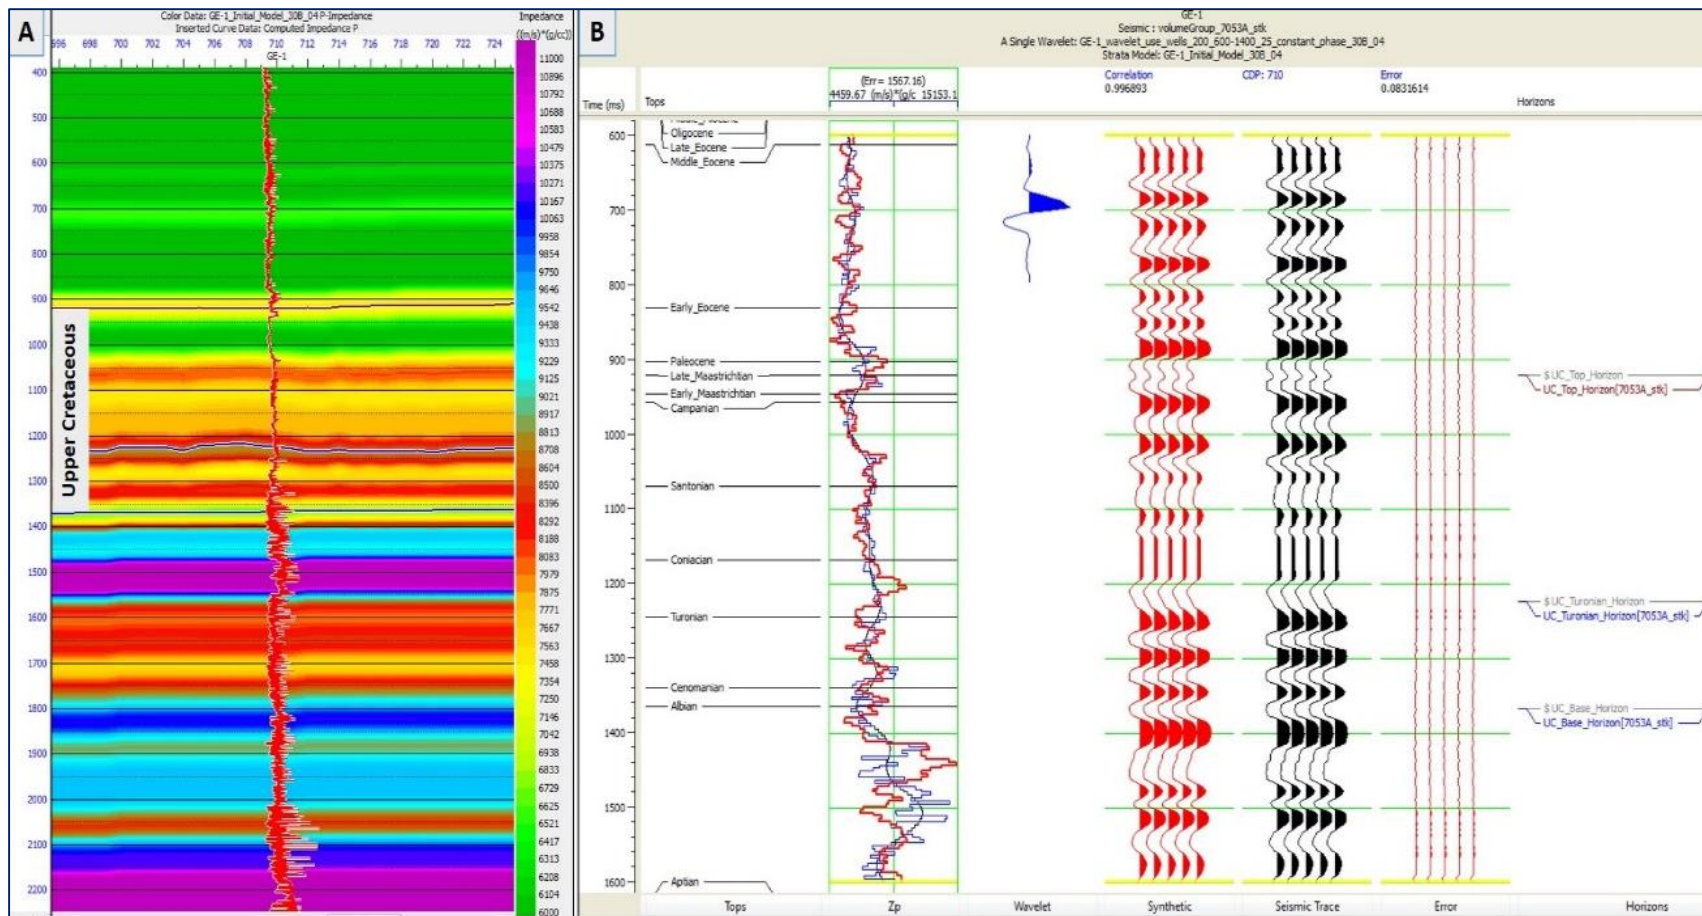 A
Color Data: GE-1_Initial_Model_30B_04 P-Impedance
Inserted Curve Data: Computed Impedance P
696 698 700 702 704 706 708 710 712 714 716 718 720 722 724
GE-1
400
500
600
700
800
900
1000
1100
1200
1300
1400
1500
1600
1700
1800
1900
2000
2100
2200
Upper Cretaceous
Impedance
((m/s)*(g/cc))
11000
10896
10792
10688
10583
10479
10375
10271
10167
10063
9958
9854
9750
9646
9542
9438
9333
9229
9125
9021
8917
8813
8708
8604
8500
8395
8292
8188
8083
7979
7875
7771
7667
7563
7458
7354
7250
7146
7042
6938
6833
6729
6625
6521
6417
6313
6208
6104
6000
B
GE-1
Seismic : volumeGroup_7053A_stk
A Single Wavelet: GE-1_wavelet_use_wells_200_600-1400_25_constant_phase_30B_04
Strata Model: GE-1_Initial_Model_30B_04
Time (ms)
Tops
(Err= 1567.16)
4459.67 (m/s)*(g/c 15153.1
Correlation
0.996893
CDP: 710
Error
0.0831614
Horizons
600
700
800
900
1000
1100
1200
1300
1400
1500
1600
Oligocene
Late_Eocene
Middle_Eocene
Early_Eocene
Paleocene
Late_Maastrichtian
Early_Maastrichtian
Campanian
Santonian
Coniacian
Turonian
Cenomanian
Albian
Aptian
$UC_Top_Horizon
UC_Top_Horizon[7053A_stk]
$UC_Turonian_Horizon
UC_Turonian_Horizon[7053A_stk]
$UC_Base_Horizon
UC_Base_Horizon[7053A_stk]
Tops Zp Wavelet Synthetic Seismic Trace Error Horizons